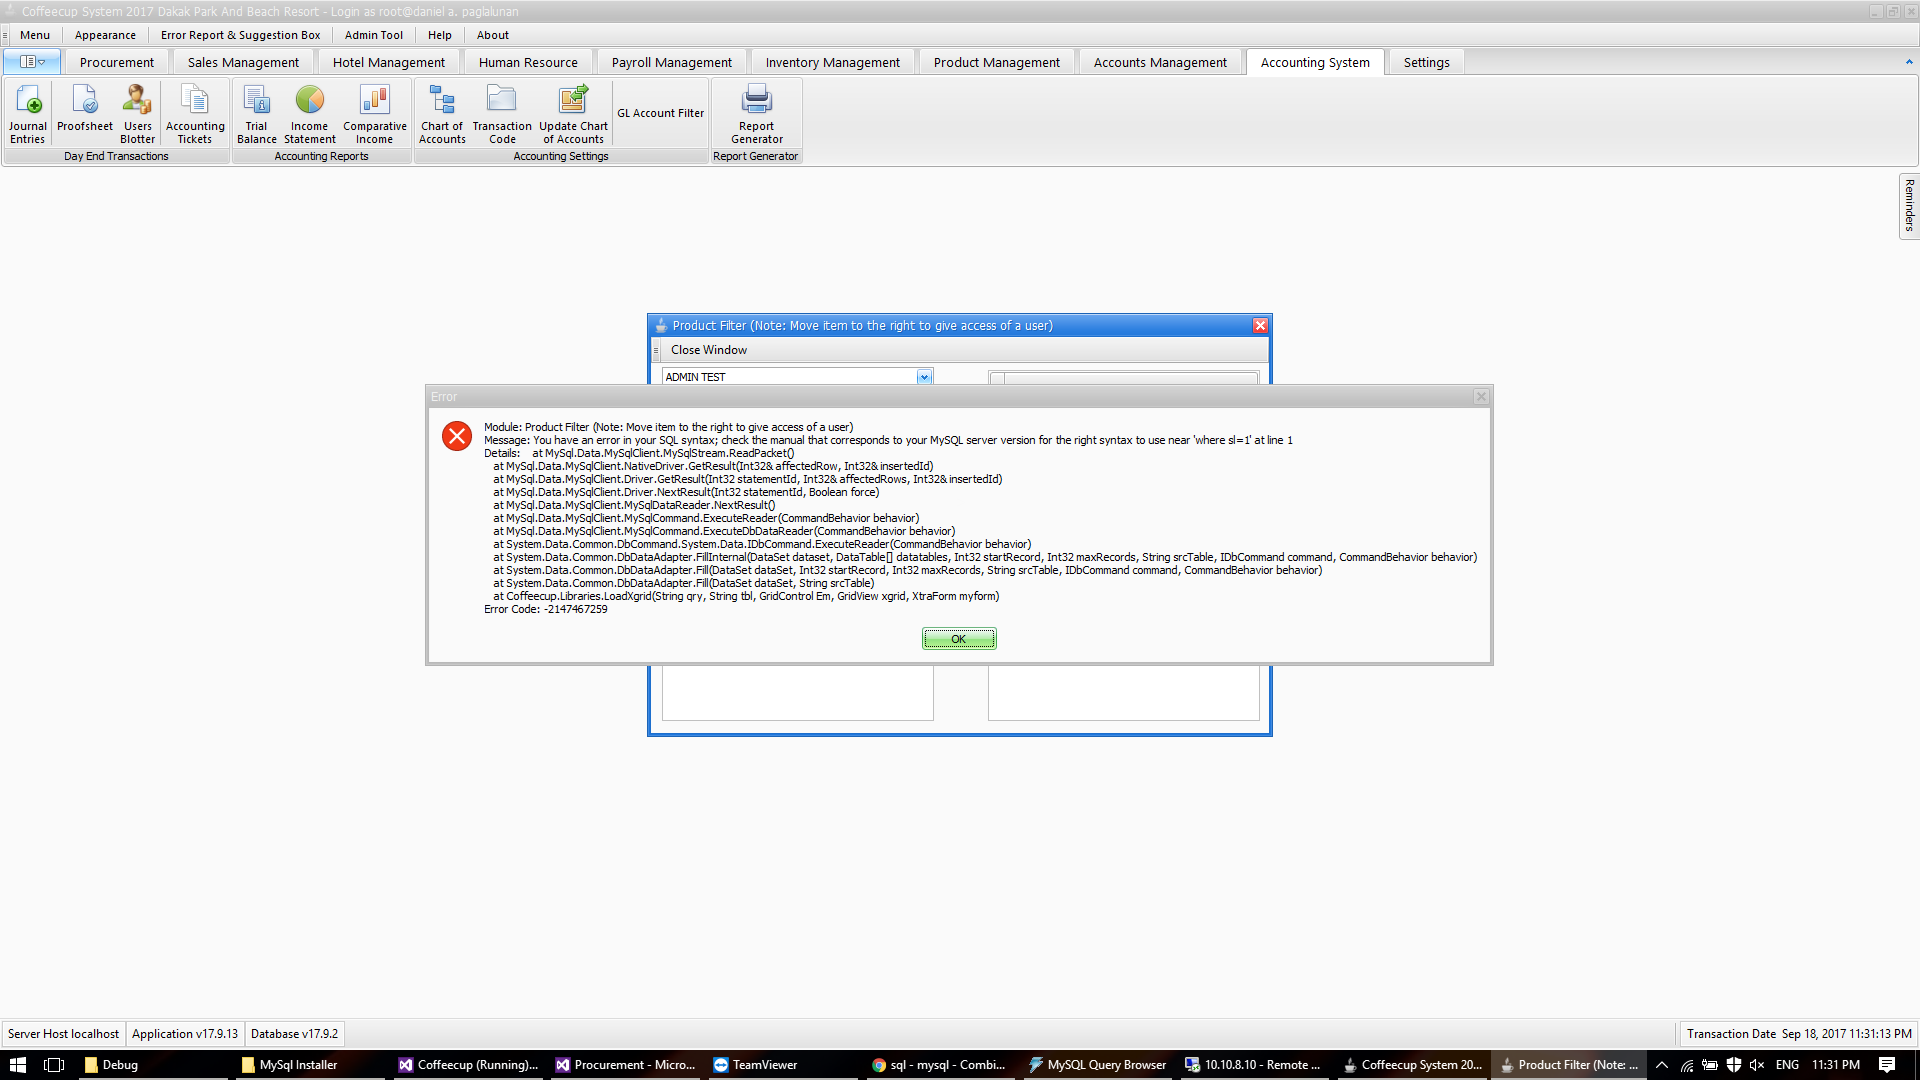 Coffeecup System 2017 Dakak Park And Beach Resort - Login as root@daniel a. paglalunan
Menu Appearance Error Report & Suggestion Box Admin Tool Help About
Procurement Sales Management Hotel Management Human Resource Payroll Management Inventory Management Product Management Accounts Management Accounting System Settings
Journal Entries
Proofsheet
Users Blotter
Accounting Tickets
Trial Balance
Income Statement
Comparative Income
Chart of Accounts
Transaction Code
Update Chart of Accounts
GL Account Filter
Report Generator
Day End Transactions Accounting Reports Accounting Settings Report Generator
Reminders
Product Filter (Note: Move item to the right to give access of a user)
Close Window
ADMIN TEST
Error
Module: Product Filter (Note: Move item to the right to give access of a user)
Message: You have an error in your SQL syntax; check the manual that corresponds to your MySQL server version for the right syntax to use near 'where sl=1' at line 1
Details: at MySql.Data.MySqlClient.MySqlStream.ReadPacket()
at MySql.Data.MySqlClient.NativeDriver.GetResult(Int32& affectedRow, Int32& insertedId)
at MySql.Data.MySqlClient.Driver.GetResult(Int32 statementId, Int32& affectedRows, Int32& insertedId)
at MySql.Data.MySqlClient.Driver.NextResult(Int32 statementId, Boolean force)
at MySql.Data.MySqlClient.MySqlDataReader.NextResult()
at MySql.Data.MySqlClient.MySqlCommand.ExecuteReader(CommandBehavior behavior)
at MySql.Data.MySqlClient.MySqlCommand.ExecuteDbDataReader(CommandBehavior behavior)
at System.Data.Common.DbCommand.System.Data.IDbCommand.ExecuteReader(CommandBehavior behavior)
at System.Data.Common.DbDataAdapter.FillInternal(DataSet dataset, DataTable[] datatables, Int32 startRecord, Int32 maxRecords, String srcTable, IDbCommand command, CommandBehavior behavior)
at System.Data.Common.DbDataAdapter.Fill(DataSet dataSet, Int32 startRecord, Int32 maxRecords, String srcTable, IDbCommand command, CommandBehavior behavior)
at System.Data.Common.DbDataAdapter.Fill(DataSet dataSet, String srcTable)
at Coffeecup.Libraries.LoadXgrid(String qry, String tbl, GridControl Em, GridView xgrid, XtraForm myform)
Error Code: -2147467259
OK
Server Host localhost Application v17.9.13 Database v17.9.2 Transaction Date Sep 18, 2017 11:31:13 PM
Debug MySql Installer Coffeecup (Running)... Procurement - Micro... TeamViewer sql - mysql - Combi... MySQL Query Browser 10.10.8.10 - Remote ... Coffeecup System 20... Product Filter (Note: ... ENG 11:31 PM